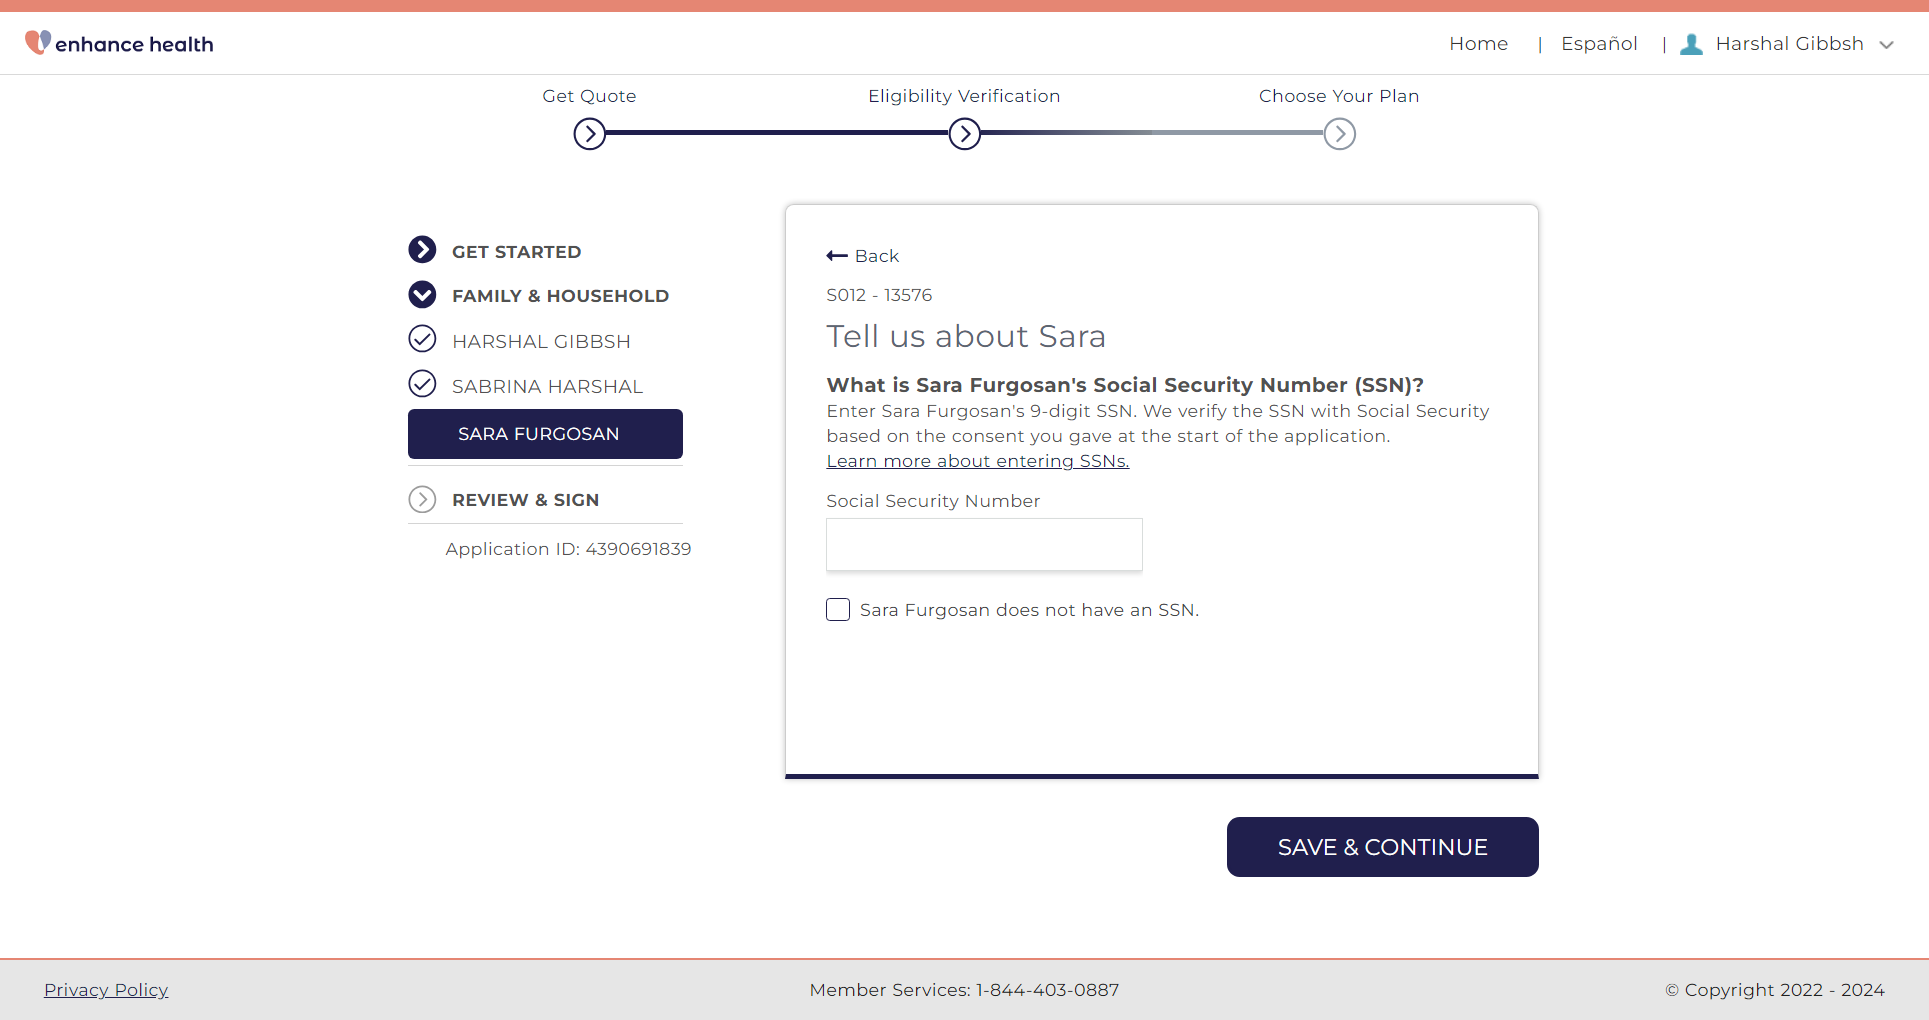 enhance health
Home | Español | Harshal Gibbsh
Get Quote
Eligibility Verification
Choose Your Plan
GET STARTED
FAMILY & HOUSEHOLD
HARSHAL GIBBSH
SABRINA HARSHAL
SARA FURGOSAN
REVIEW & SIGN
Application ID: 4390691839
Back
S012 - 13576
Tell us about Sara
What is Sara Furgosan's Social Security Number (SSN)?
Enter Sara Furgosan's 9-digit SSN. We verify the SSN with Social Security
based on the consent you gave at the start of the application.
Learn more about entering SSNs.
Social Security Number
Sara Furgosan does not have an SSN.
SAVE & CONTINUE
Privacy Policy
Member Services: 1-844-403-0887
© Copyright 2022 - 2024